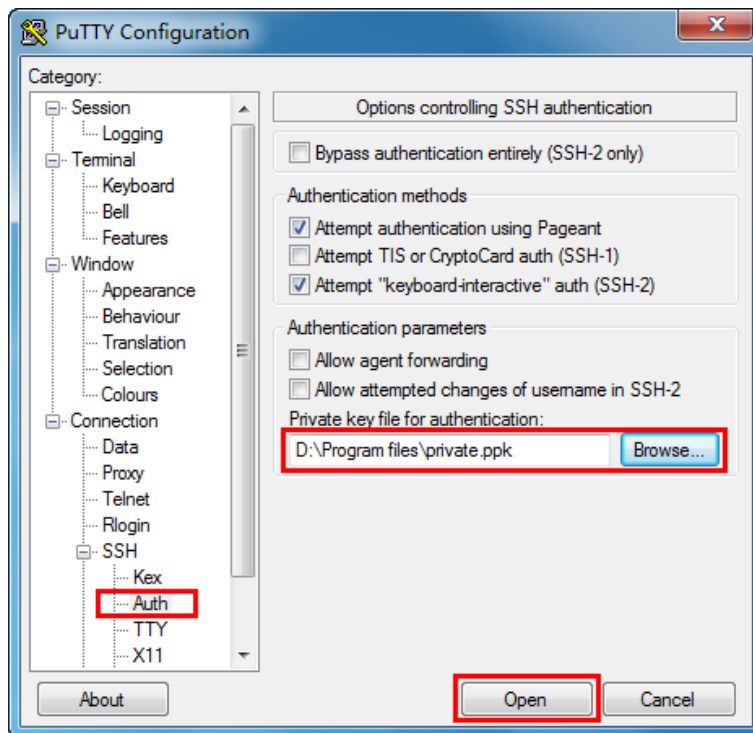 PuTTY Configuration
Category:
Session
Logging
Terminal
Keyboard
Bell
Features
Window
Appearance
Behaviour
Translation
Selection
Colours
Connection
Data
Proxy
Telnet
Rlogin
SSH
Kex
Auth
TTY
X11
Options controlling SSH authentication
Bypass authentication entirely (SSH-2 only)
Authentication methods
Attempt authentication using Pageant
Attempt TIS or CryptoCard auth (SSH-1)
Attempt "keyboard-interactive" auth (SSH-2)
Authentication parameters
Allow agent forwarding
Allow attempted changes of username in SSH-2
Private key file for authentication:
D:\Program files\private.ppk Browse...
About Open Cancel